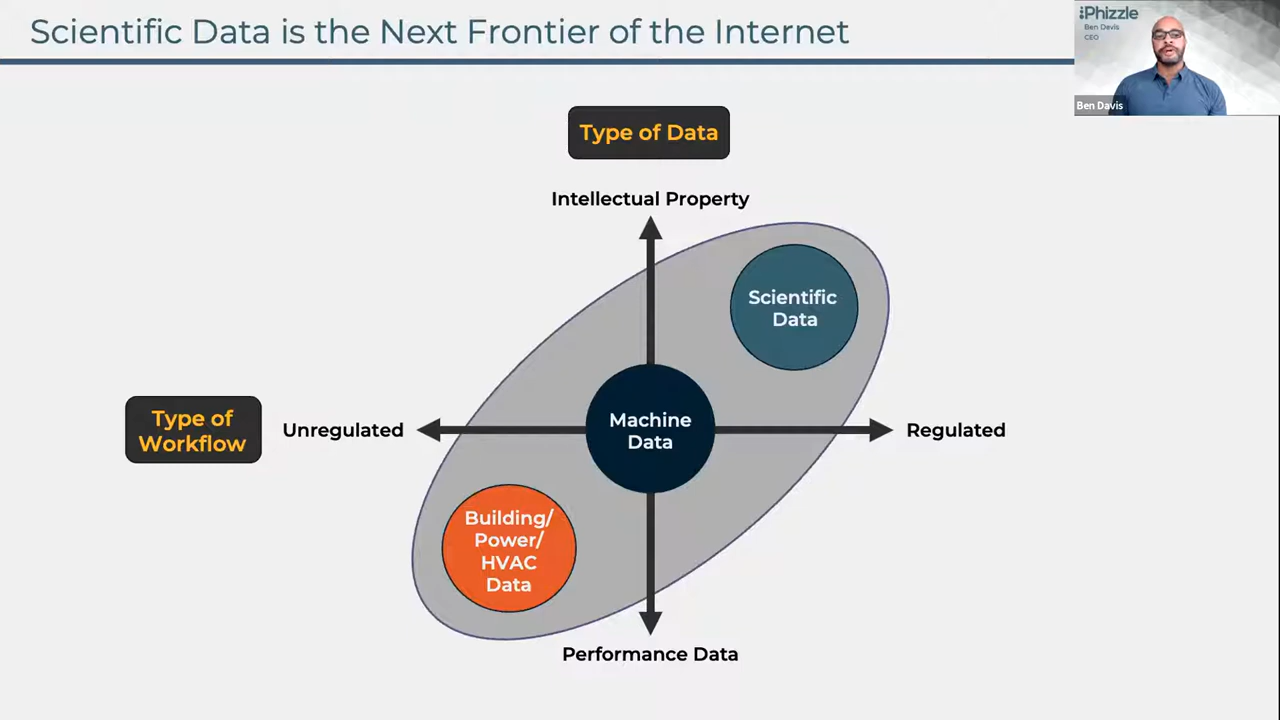 Scientific Data is the Next Frontier of the Internet
Phizzle
Ben Davis
CEO
Ben Davis
Type of Data
Intellectual Property
Scientific
Data
Type of
Workflow
Unregulated
Machine
Data
Regulated
Building/
Power/
HVAC
Data
Performance Data